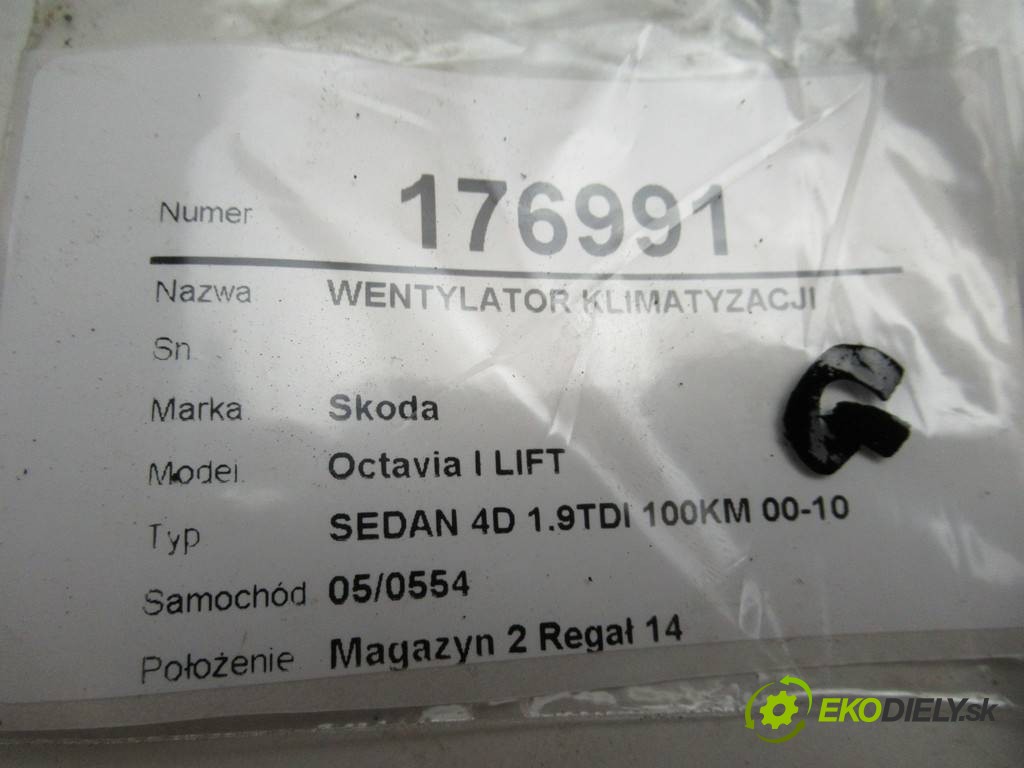 Numer 176991
Nazwa WENTYLATOR KLIMATYZACJI
Sn
Marka Skoda
Model Octavia I LIFT
Typ SEDAN 4D 1.9TDI 100KM 00-10
Samochód 05/0554
Położenie Magazyn 2 Regał 14
G
EKODIELY.sk